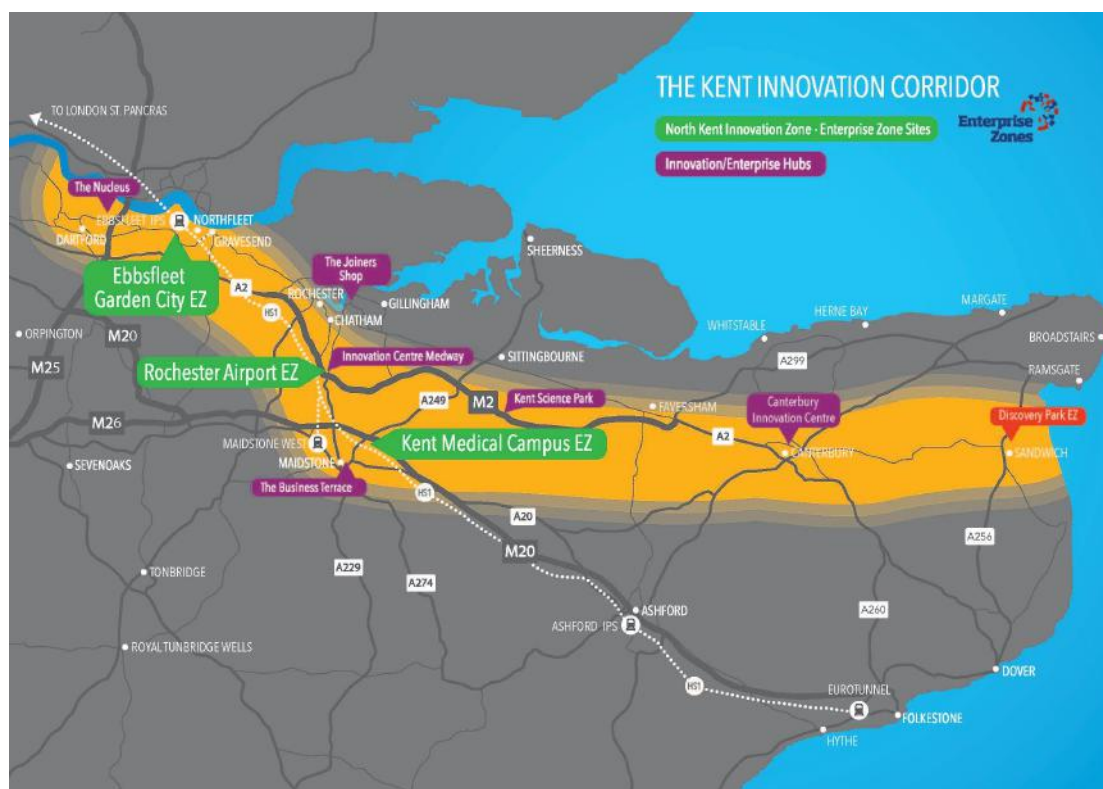 THE KENT INNOVATION CORRIDOR
North Kent Innovation Zone - Enterprise Zone Sites
Innovation/Enterprise Hubs
Enterprise
Zones
TO LONDON ST. PANCRAS
The Nucleus
EBBSFLEET IPS
NORTHFLEET
DARTFORD
GRAVESEND
Ebbsfleet
Garden City EZ
A2
HS1
The Joiners
Shop
ROCHESTER
GILLINGHAM
CHATHAM
SHEERNESS
ORPINGTON
M20
M25
WHITSTABLE
HERNE BAY
MARGATE
BROADSTAIRS
RAMSGATE
A299
SITTINGBOURNE
Innovation Centre Medway
Rochester Airport EZ
A249
M2
Kent Science Park
FAVERSHAM
Canterbury
Innovation Centre
Discovery Park EZ
M26
A2
MAIDSTONE WEST
Kent Medical Campus EZ
CANTERBURY
SANDWICH
SEVENOAKS
MAIDSTONE
The Business Terrace
HS1
A20
M20
A256
TONBRIDGE
A229
A274
ASHFORD
A260
ASHFORD IPS
ROYAL TUNBRIDGE WELLS
DOVER
HS1
EUROTUNNEL
FOLKESTONE
HYTHE